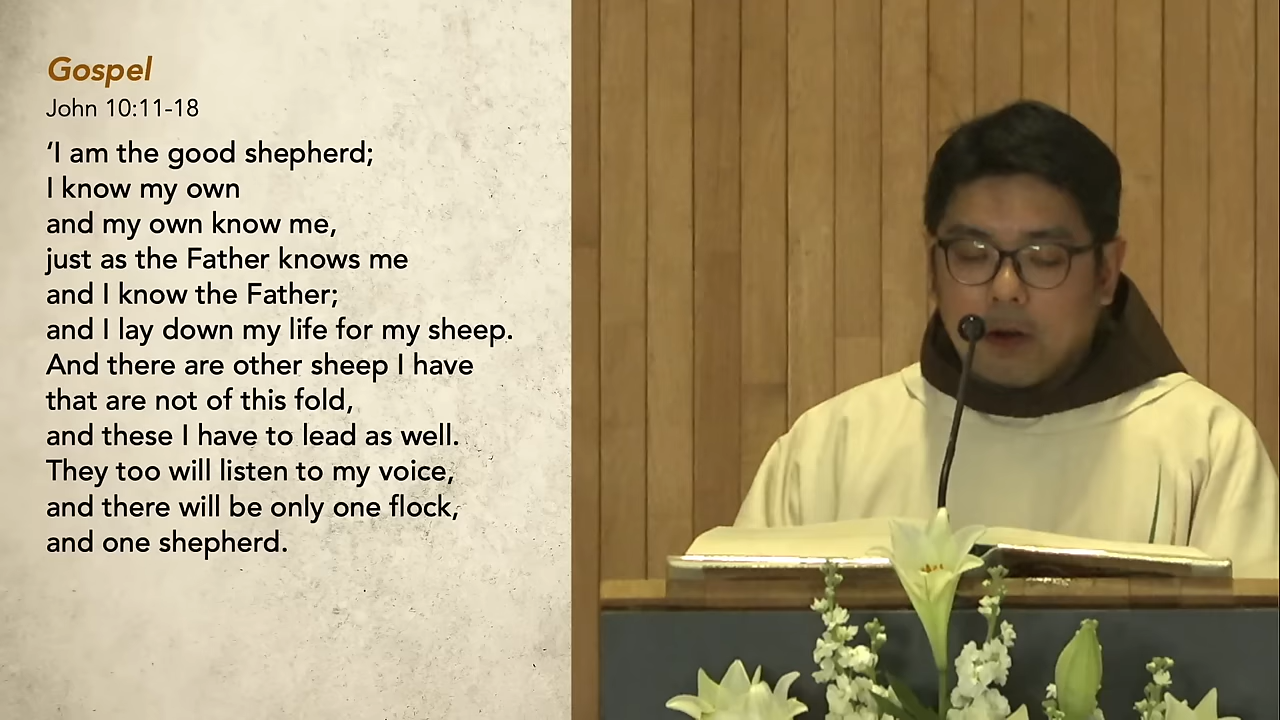 Gospel
John 10:11-18
‘I am the good shepherd;
I know my own
and my own know me,
just as the Father knows me
and I know the Father;
and I lay down my life for my sheep.
And there are other sheep I have
that are not of this fold,
and these I have to lead as well.
They too will listen to my voice,
and there will be only one flock,
and one shepherd.